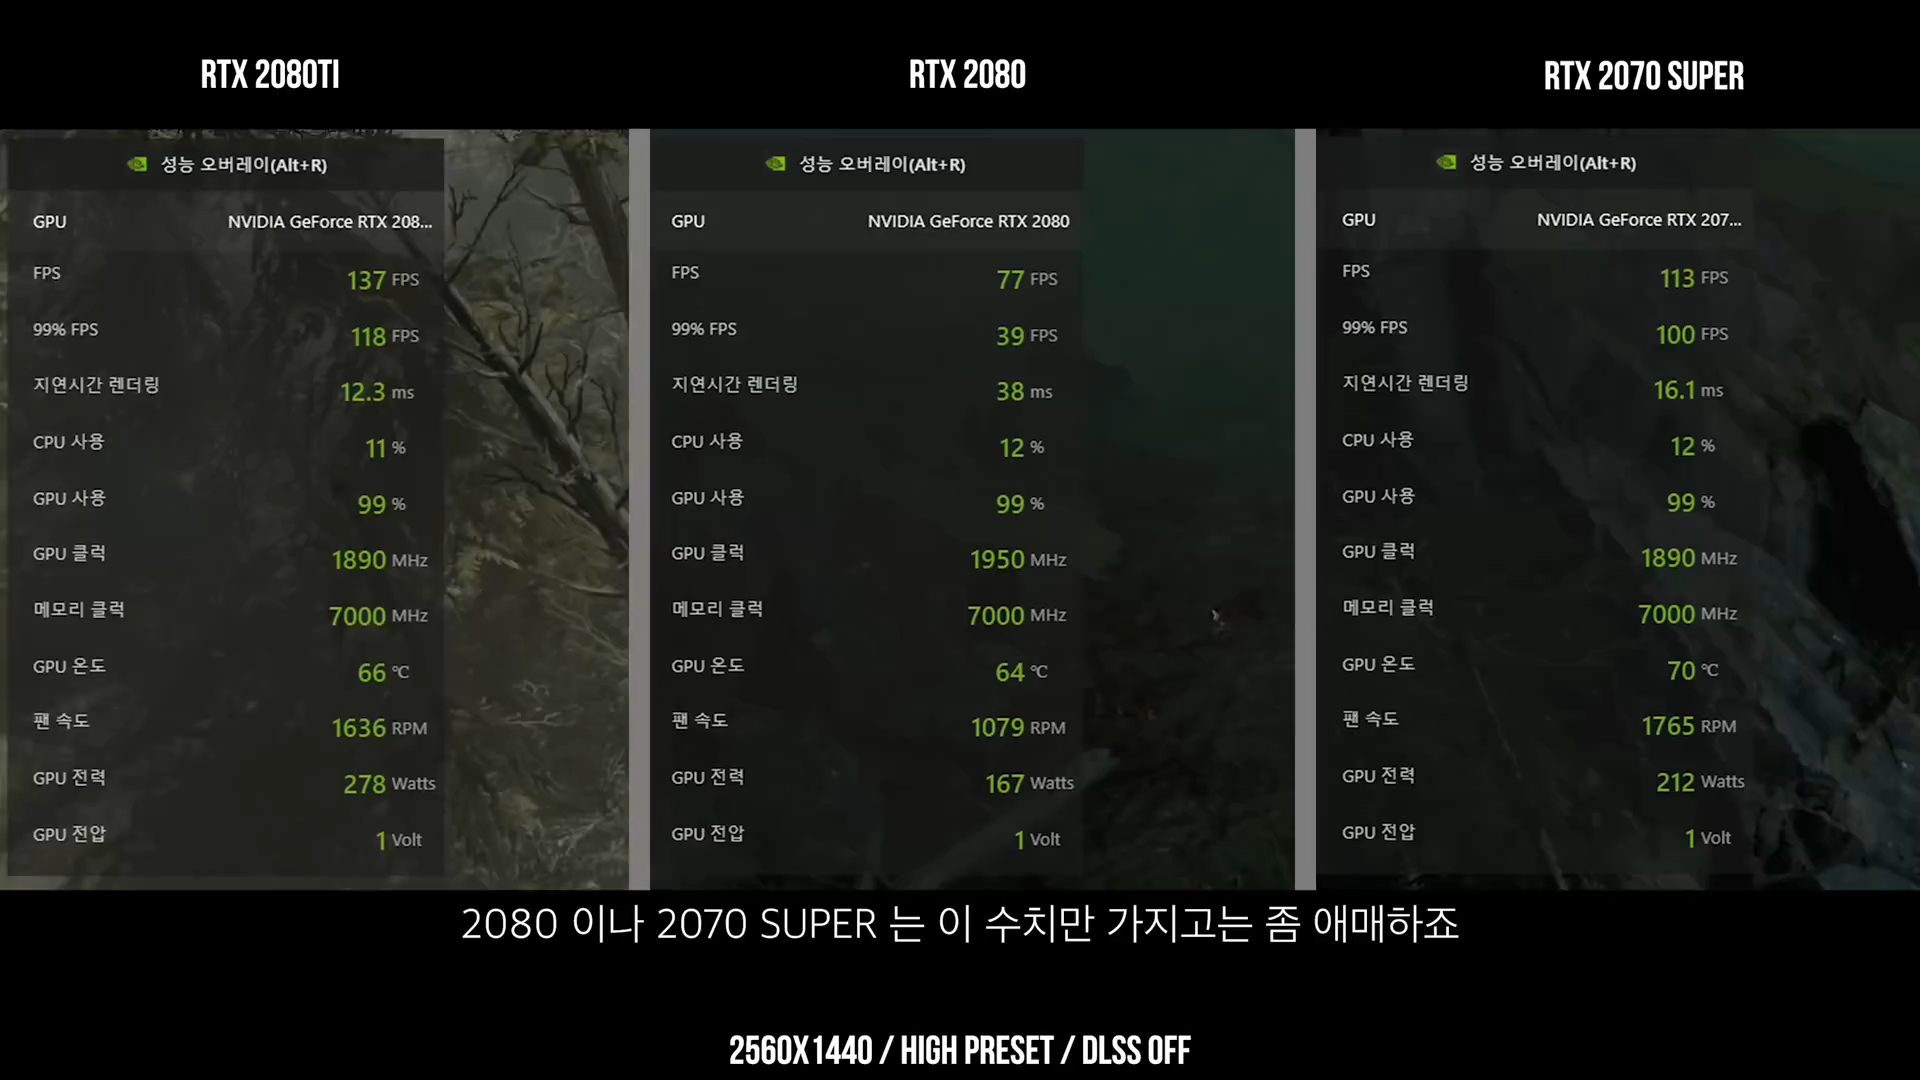 RTX 2080TI
성능 오버레이(Alt+R)
GPU NVIDIA GeForce RTX 208...
FPS 137 FPS
99% FPS 118 FPS
지연시간 렌더링 12.3 ms
CPU 사용 11 %
GPU 사용 99 %
GPU 클럭 1890 MHz
메모리 클럭 7000 MHz
GPU 온도 66 ℃
팬 속도 1636 RPM
GPU 전력 278 Watts
GPU 전압 1 Volt
RTX 2080
성능 오버레이(Alt+R)
GPU NVIDIA GeForce RTX 2080
FPS 77 FPS
99% FPS 39 FPS
지연시간 렌더링 38 ms
CPU 사용 12 %
GPU 사용 99 %
GPU 클럭 1950 MHz
메모리 클럭 7000 MHz
GPU 온도 64 ℃
팬 속도 1079 RPM
GPU 전력 167 Watts
GPU 전압 1 Volt
RTX 2070 SUPER
성능 오버레이(Alt+R)
GPU NVIDIA GeForce RTX 207...
FPS 113 FPS
99% FPS 100 FPS
지연시간 렌더링 16.1 ms
CPU 사용 12 %
GPU 사용 99 %
GPU 클럭 1890 MHz
메모리 클럭 7000 MHz
GPU 온도 70 ℃
팬 속도 1765 RPM
GPU 전력 212 Watts
GPU 전압 1 Volt
2080 이나 2070 SUPER 는 이 수치만 가지고는 좀 애매하죠
2560X1440 / HIGH PRESET / DLSS OFF